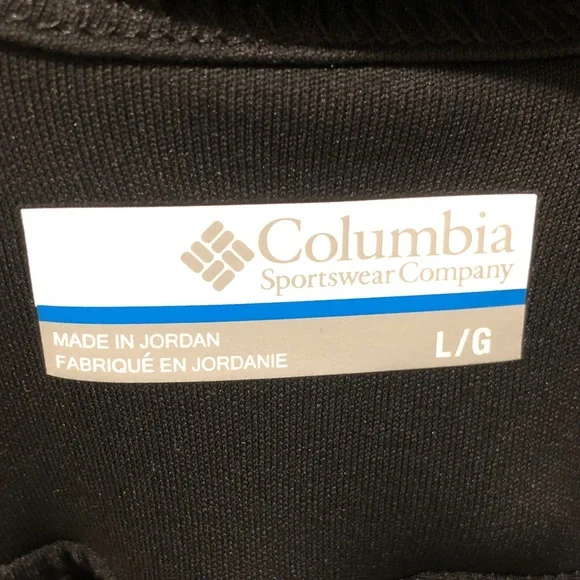 Columbia
Sportswear Company
MADE IN JORDAN
FABRIQUÉ EN JORDANIE
L/G